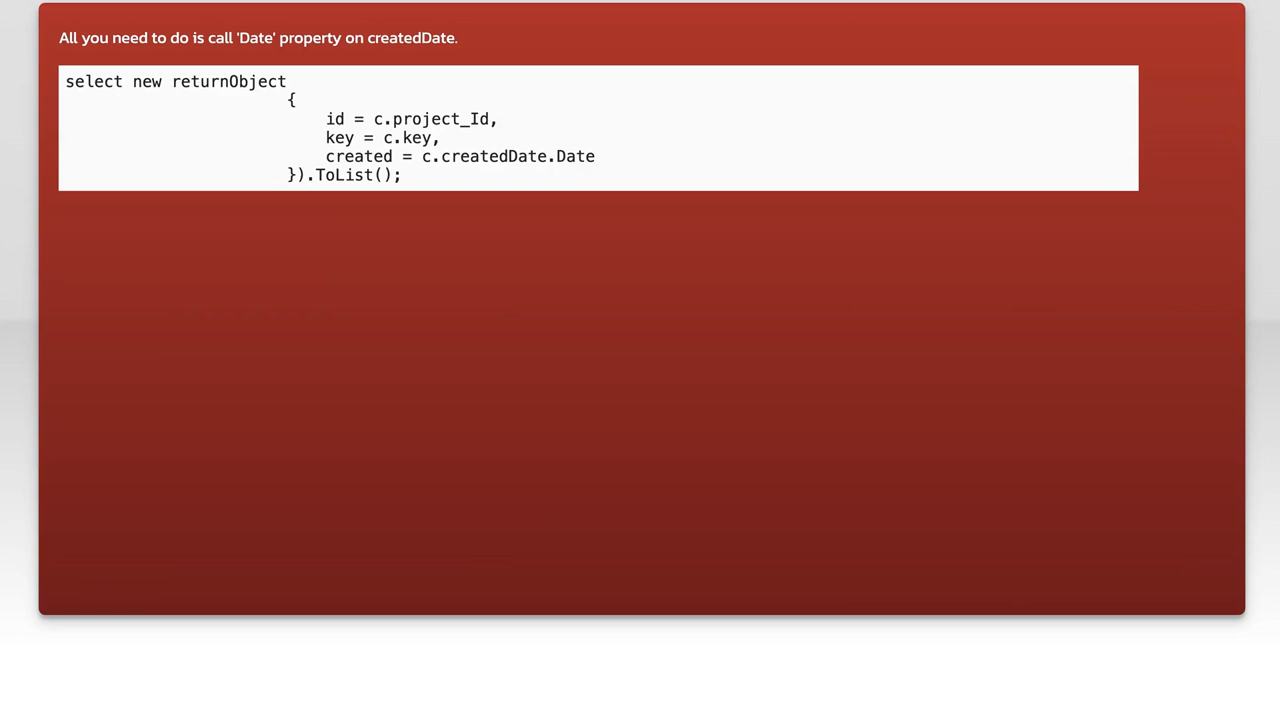 All you need to do is call 'Date' property on createdDate.
select new returnObject
{
id = c.project_Id,
key = c.key,
created = c.createdDate.Date
}).ToList();